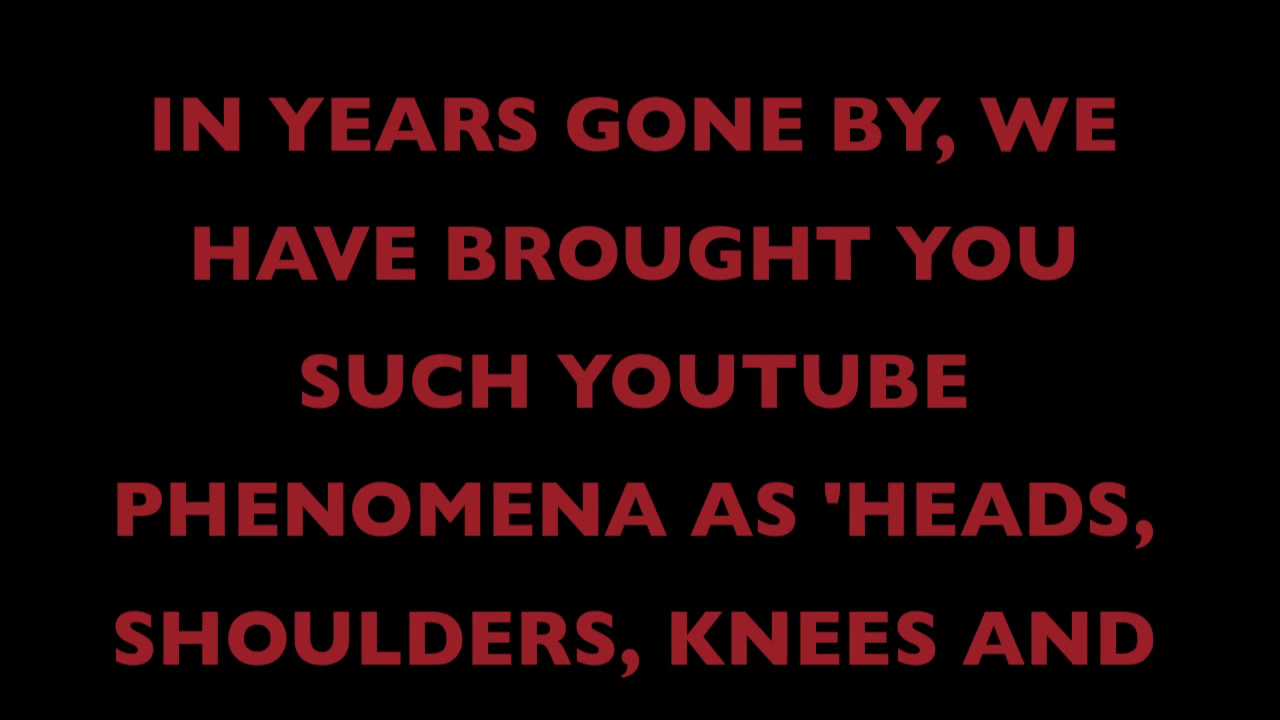 IN YEARS GONE BY, WE
HAVE BROUGHT YOU
SUCH YOUTUBE
PHENOMENA AS 'HEADS,
SHOULDERS, KNEES AND